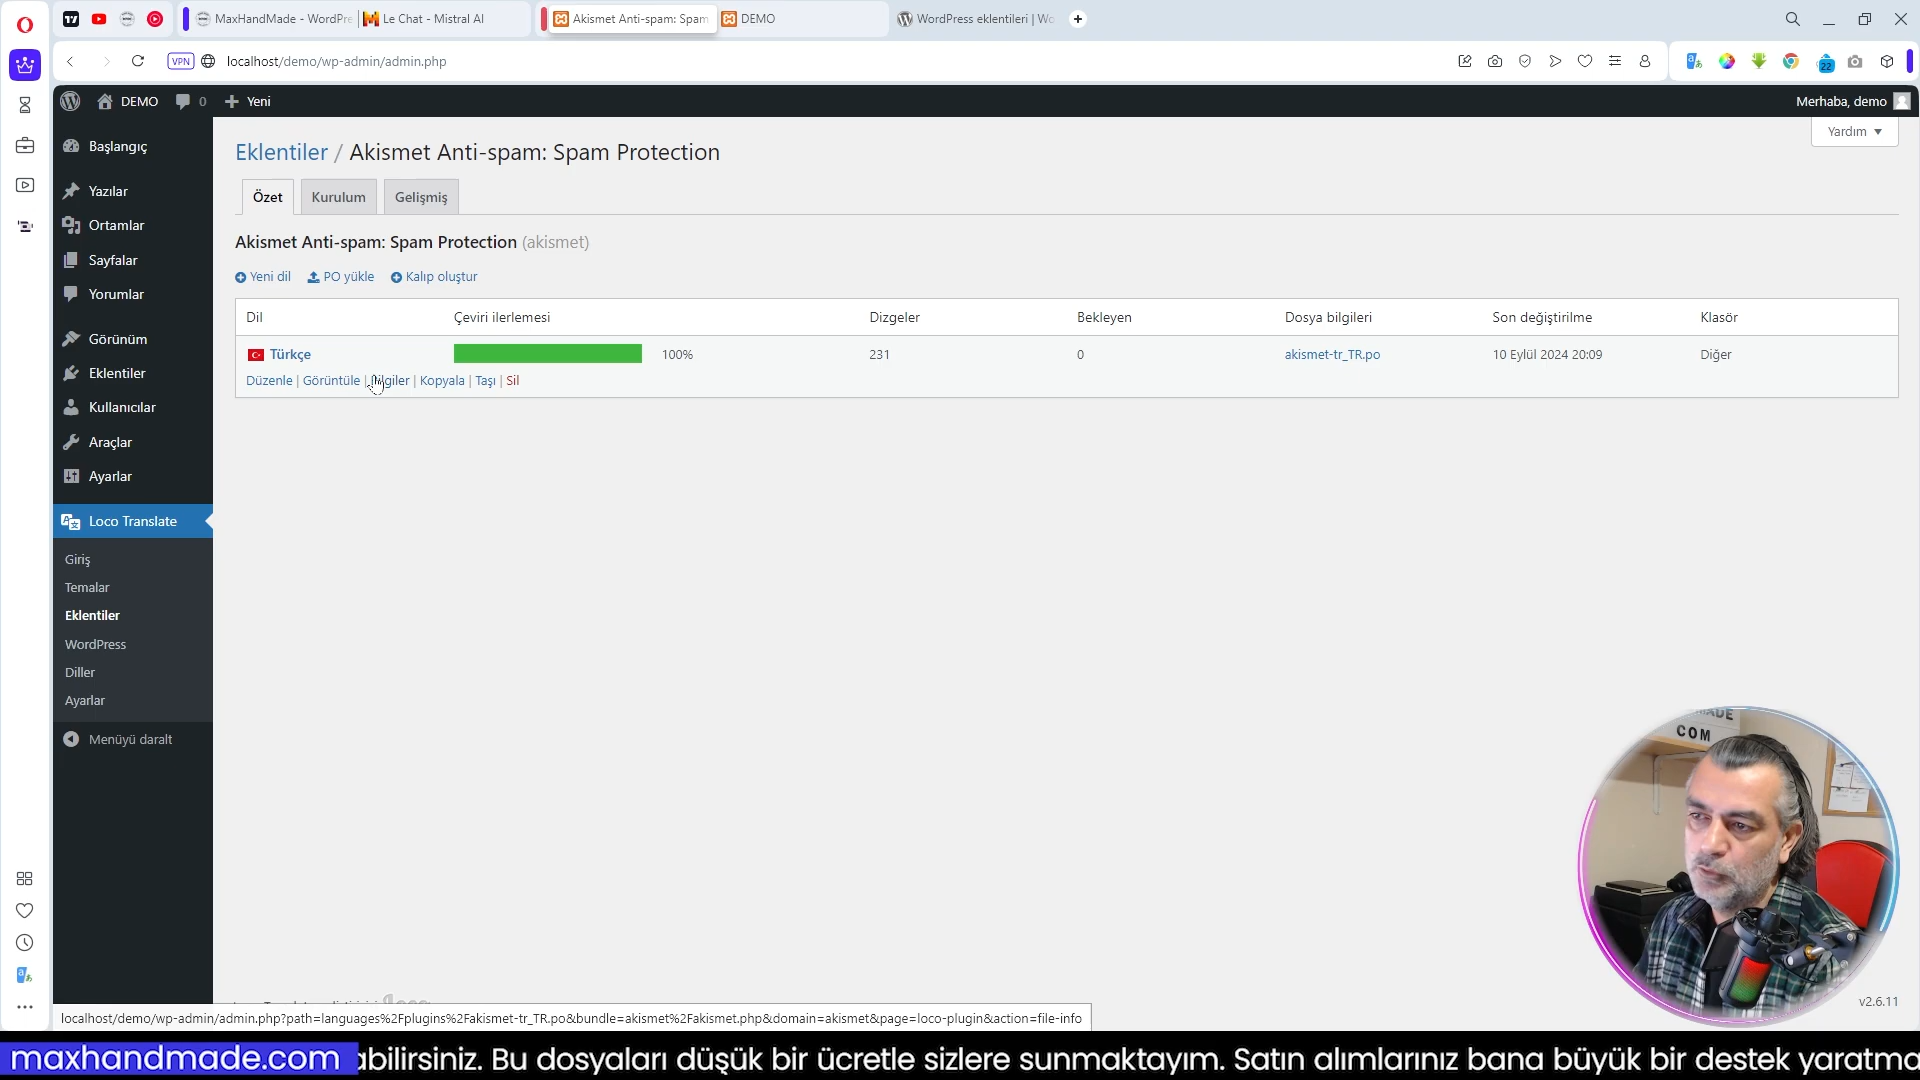 MaxHandMade - WordPre
Le Chat - Mistral AI
Akismet Anti-spam: Spam
DEMO
WordPress eklentileri | Wo
VPN
localhost/demo/wp-admin/admin.php
22
DEMO
0
Yeni
Merhaba, demo
Yardım
Başlangıç
Yazılar
Ortamlar
Sayfalar
Yorumlar
Görünüm
Eklentiler
Kullanıcılar
Araçlar
Ayarlar
Loco Translate
Giriş
Temalar
Eklentiler
WordPress
Diller
Ayarlar
Menüyü daralt
Eklentiler / Akismet Anti-spam: Spam Protection
Özet
Kurulum
Gelişmiş
Akismet Anti-spam: Spam Protection (akismet)
Yeni dil
PO yükle
Kalıp oluştur
Dil Çeviri ilerlemesi Dizgeler Bekleyen Dosya bilgileri Son değiştirilme Klasör
Türkçe 100% 231 0 akismet-tr_TR.po 10 Eylül 2024 20:09 Diğer
Düzenle | Görüntüle | Bilgiler | Kopyala | Taşı | Sil
COM
v2.6.11
localhost/demo/wp-admin/admin.php?path=languages%2Fplugins%2Fakismet-tr_TR.po&bundle=akismet%2Fakismet.php&domain=akismet&page=loco-plugin&action=file-info
maxhandmade.com abilirsiniz. Bu dosyaları düşük bir ücretle sizlere sunmaktayım. Satın alımlarınız bana büyük bir destek yaratma